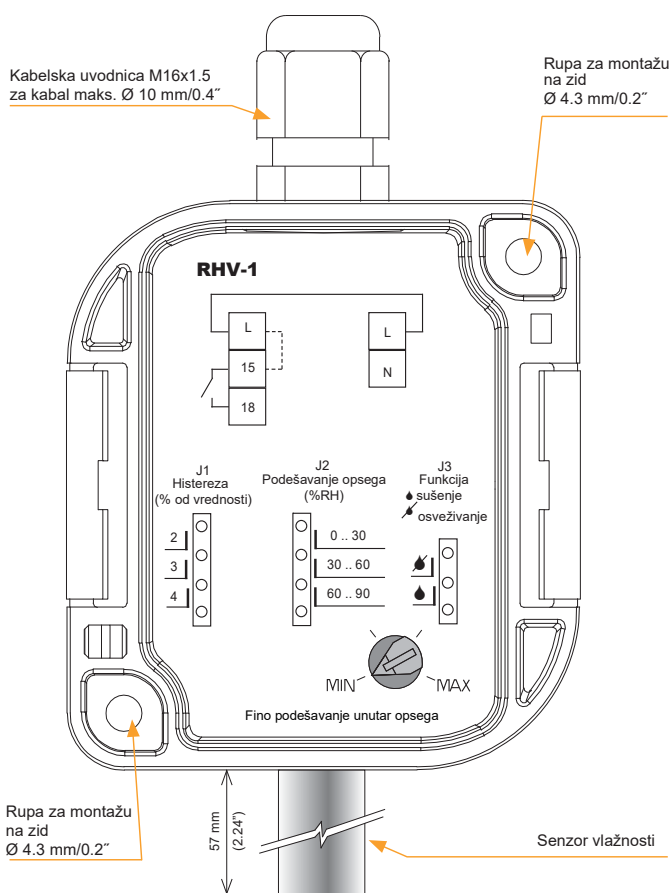 Kabelska uvodnica M16x1.5
za kabal maks. Ø 10 mm/0.4˝
Rupa za montažu
na zid
Ø 4.3 mm/0.2˝
RHV-1
L
15
18
L
N
J1
Histereza
(% od vrednosti)
2
3
4
J2
Podešavanje opsega
(%RH)
0 .. 30
30 .. 60
60 .. 90
J3
Funkcija
sušenje
osveživanje
MIN
MAX
Fino podešavanje unutar opsega
Rupa za montažu
na zid
Ø 4.3 mm/0.2˝
57 mm
(2.24")
Senzor vlažnosti